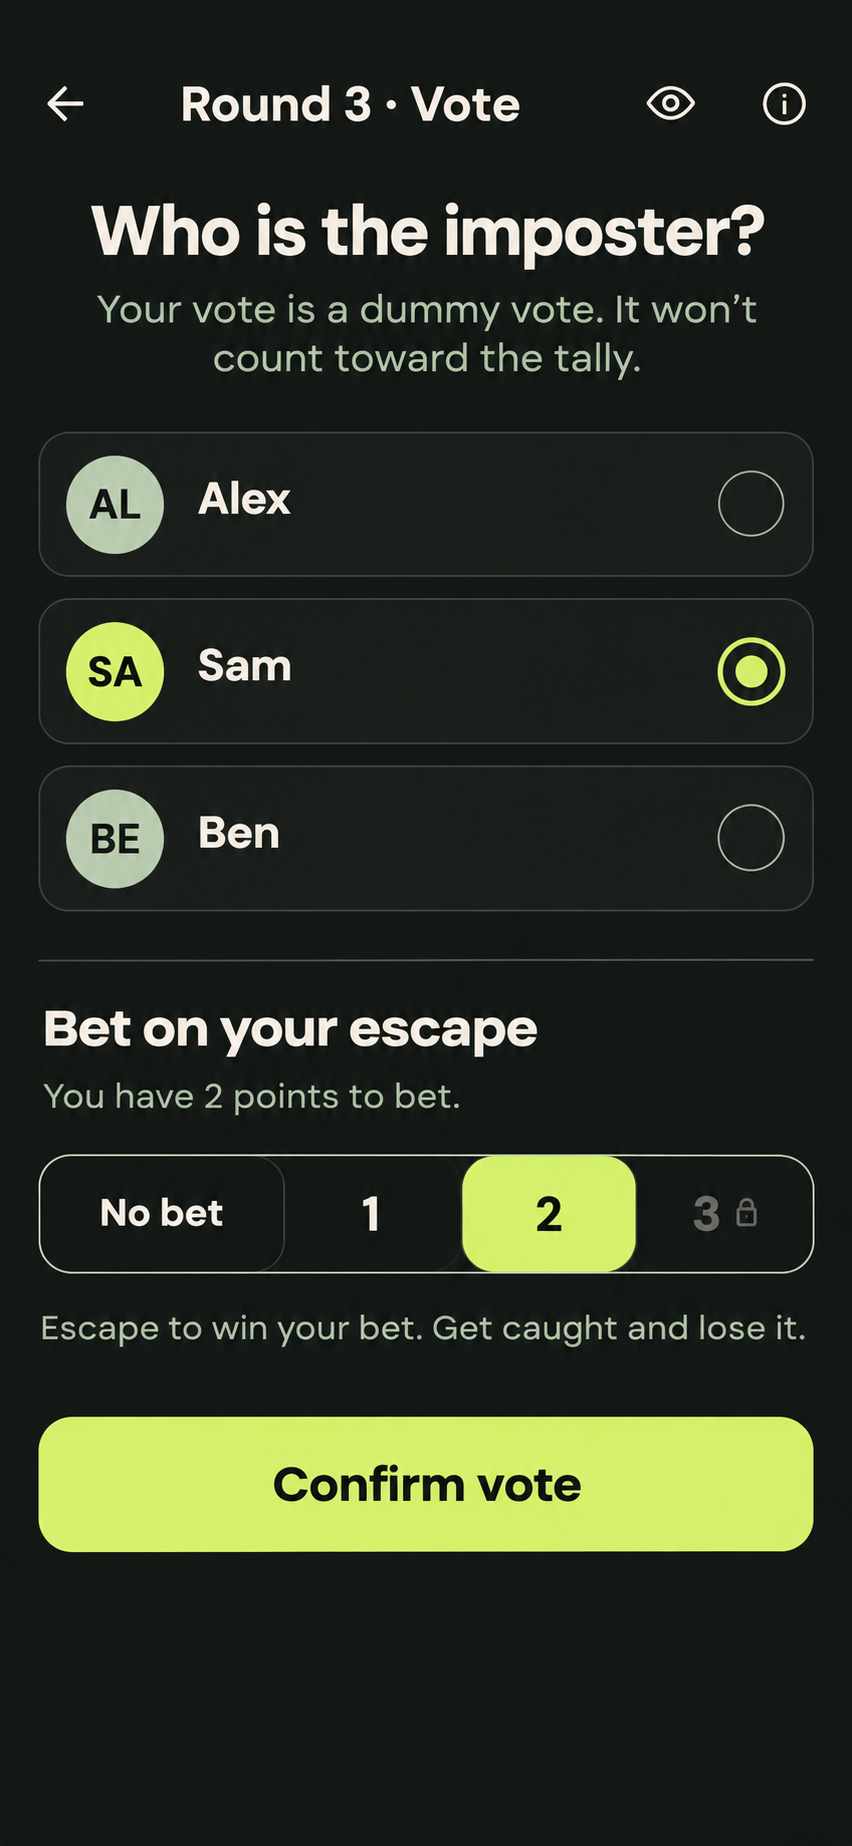 Round 3 · Vote
Who is the imposter?
Your vote is a dummy vote. It won’t
count toward the tally.
AL Alex
SA Sam
BE Ben
Bet on your escape
You have 2 points to bet.
No bet 1 2 3
Escape to win your bet. Get caught and lose it.
Confirm vote